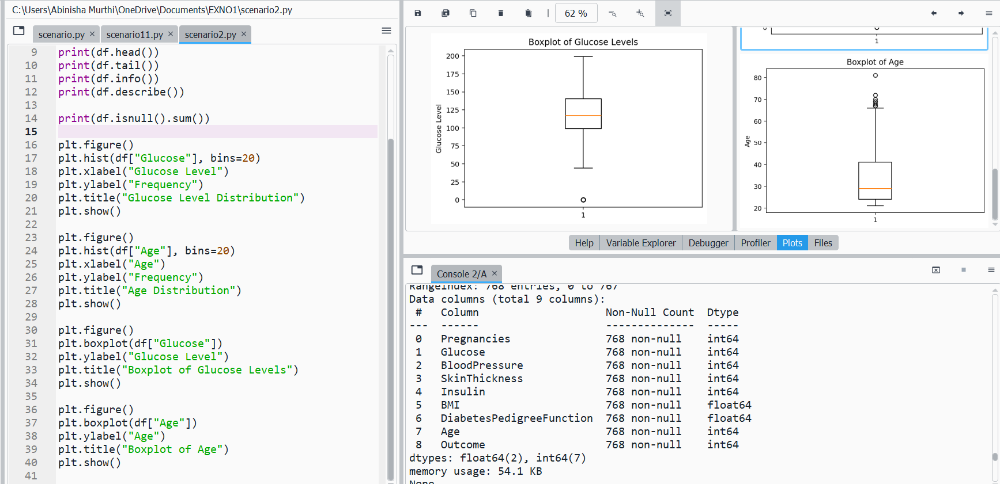 C:\Users\Abinisha Murthi\OneDrive\Documents\EXNO1\scenario2.py
scenario.py
scenario11.py
scenario2.py
9 print(df.head())
10 print(df.tail())
11 print(df.info())
12 print(df.describe())
13
14 print(df.isnull().sum())
15
16 plt.figure()
17 plt.hist(df["Glucose"], bins=20)
18 plt.xlabel("Glucose Level")
19 plt.ylabel("Frequency")
20 plt.title("Glucose Level Distribution")
21 plt.show()
22
23 plt.figure()
24 plt.hist(df["Age"], bins=20)
25 plt.xlabel("Age")
26 plt.ylabel("Frequency")
27 plt.title("Age Distribution")
28 plt.show()
29
30 plt.figure()
31 plt.boxplot(df["Glucose"])
32 plt.ylabel("Glucose Level")
33 plt.title("Boxplot of Glucose Levels")
34 plt.show()
35
36 plt.figure()
37 plt.boxplot(df["Age"])
38 plt.ylabel("Age")
39 plt.title("Boxplot of Age")
40 plt.show()
41
62 %
Boxplot of Glucose Levels
200
175
150
125
100
75
50
25
0
Glucose Level
1
0
1
Boxplot of Age
80
70
60
50
40
30
20
Age
1
Help Variable Explorer Debugger Profiler Plots Files
Console 2/A
RangeIndex: 768 entries, 0 to 767
Data columns (total 9 columns):
# Column Non-Null Count Dtype
--- ------ -------------- -----
0 Pregnancies 768 non-null int64
1 Glucose 768 non-null int64
2 BloodPressure 768 non-null int64
3 SkinThickness 768 non-null int64
4 Insulin 768 non-null int64
5 BMI 768 non-null float64
6 DiabetesPedigreeFunction 768 non-null float64
7 Age 768 non-null int64
8 Outcome 768 non-null int64
dtypes: float64(2), int64(7)
memory usage: 54.1 KB
None